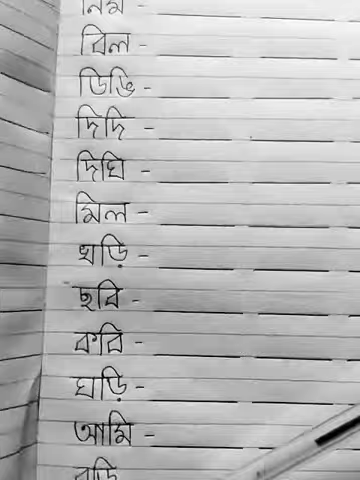 নিম
বিল -
ডিঙি -
দিদি -
দিঘি -
মিল -
খড়ি -
ছবি -
কবি -
ঘড়ি -
আমি -